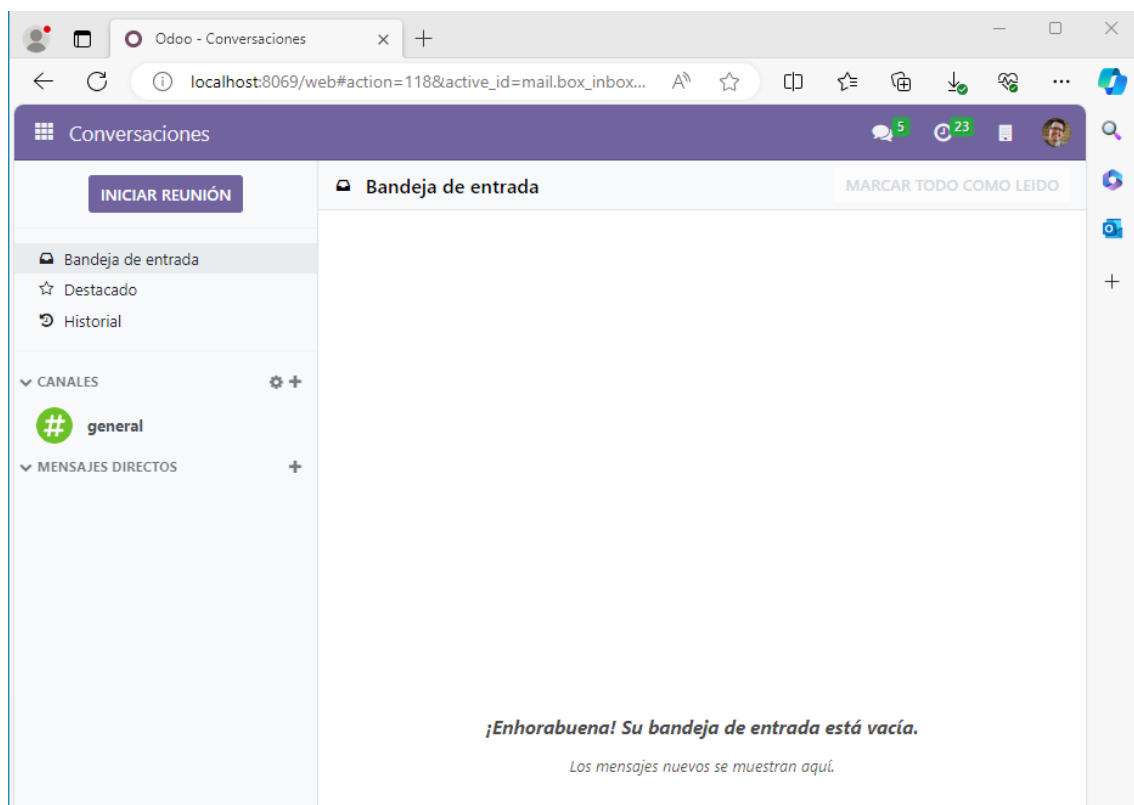 Odoo - Conversaciones
localhost:8069/web#action=118&active_id=mail.box_inbox...
Conversaciones
5
23
INICIAR REUNIÓN
Bandeja de entrada
MARCAR TODO COMO LEIDO
Bandeja de entrada
Destacado
Historial
CANALES
general
MENSAJES DIRECTOS
¡Enhorabuena! Su bandeja de entrada está vacía.
Los mensajes nuevos se muestran aquí.